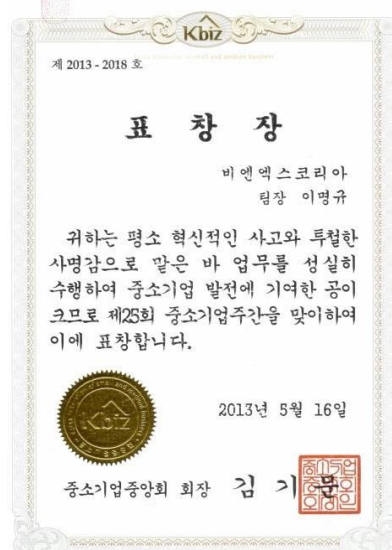 Kbiz
제 2013 - 2018 호
표 창 장
비엔엑스코리아
팀장 이명규
귀하는 평소 혁신적인 사고와 투철한
사명감으로 맡은 바 업무를 성실히
수행하여 중소기업 발전에 기여한 공이
크므로 제25회 중소기업주간을 맞이하여
이에 표창합니다.
Kbiz
2013년 5월 16일
중소기업중앙회 회장 김 기 문